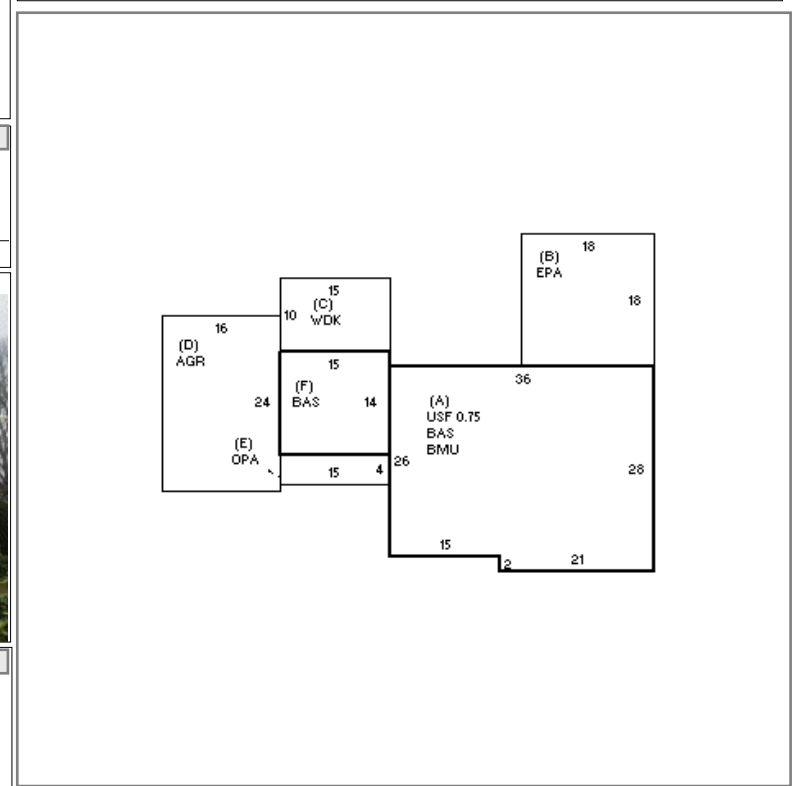 18
(B)
EPA
18
15
(C)
10
WDK
16
(D)
AGR
15
(F)
BAS
14
24
36
(A)
USF 0.75
BAS
BMU
(E)
OPA
15
4
26
28
15
2
21